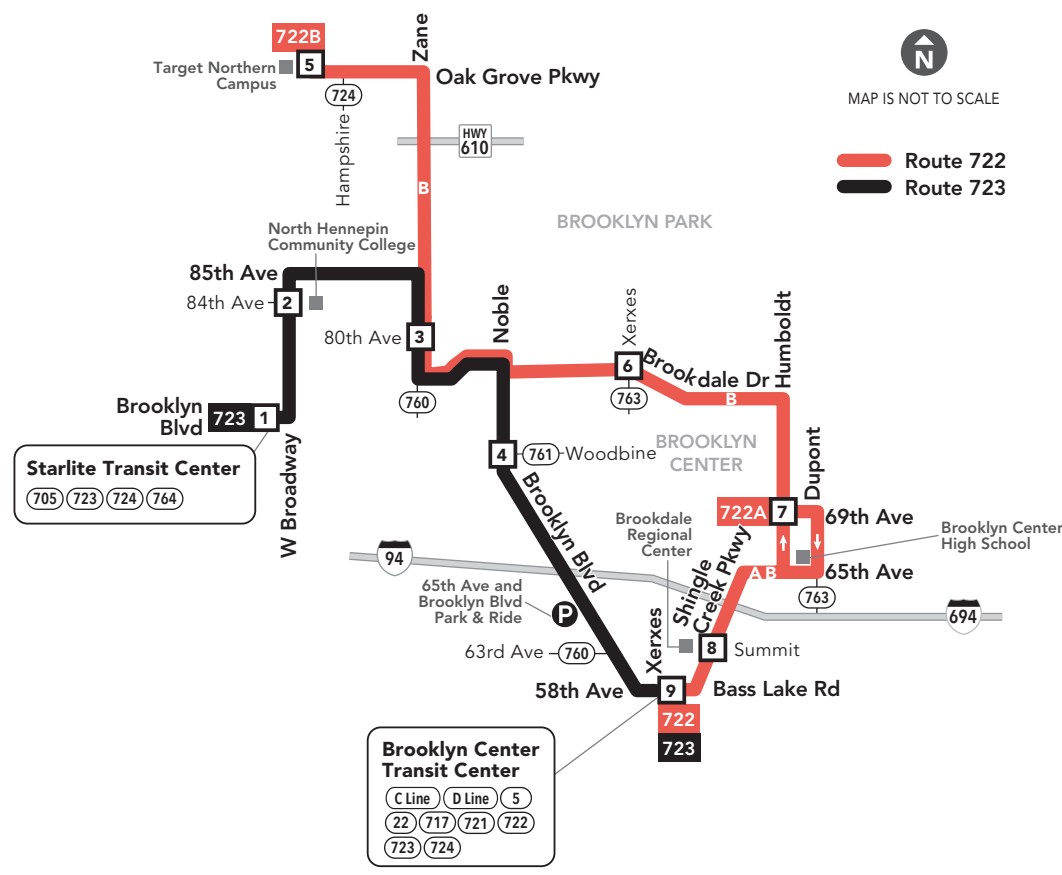 722B
5
Target Northern
Campus
724
Hampshire
Zane
Oak Grove Pkwy
HWY
610
B
N
MAP IS NOT TO SCALE
Route 722
Route 723
BROOKLYN PARK
North Hennepin
Community College
85th Ave
84th Ave
2
80th Ave
3
760
Noble
Xerxes
6
763
Brookdale Dr
B
Humboldt
Brooklyn
Blvd
723
1
Starlite Transit Center
705
723
724
764
W Broadway
4
761
Woodbine
BROOKLYN
CENTER
Brooklyn Blvd
Dupont
722A
7
69th Ave
Brookdale
Regional
Center
Shingle
Creek Pkwy
Brooklyn Center
High School
A B
65th Ave
763
94
694
65th Ave and
Brooklyn Blvd
Park & Ride
P
63rd Ave
760
Xerxes
8
Summit
58th Ave
9
Bass Lake Rd
722
723
Brooklyn Center
Transit Center
C Line
D Line
5
22
717
721
722
723
724